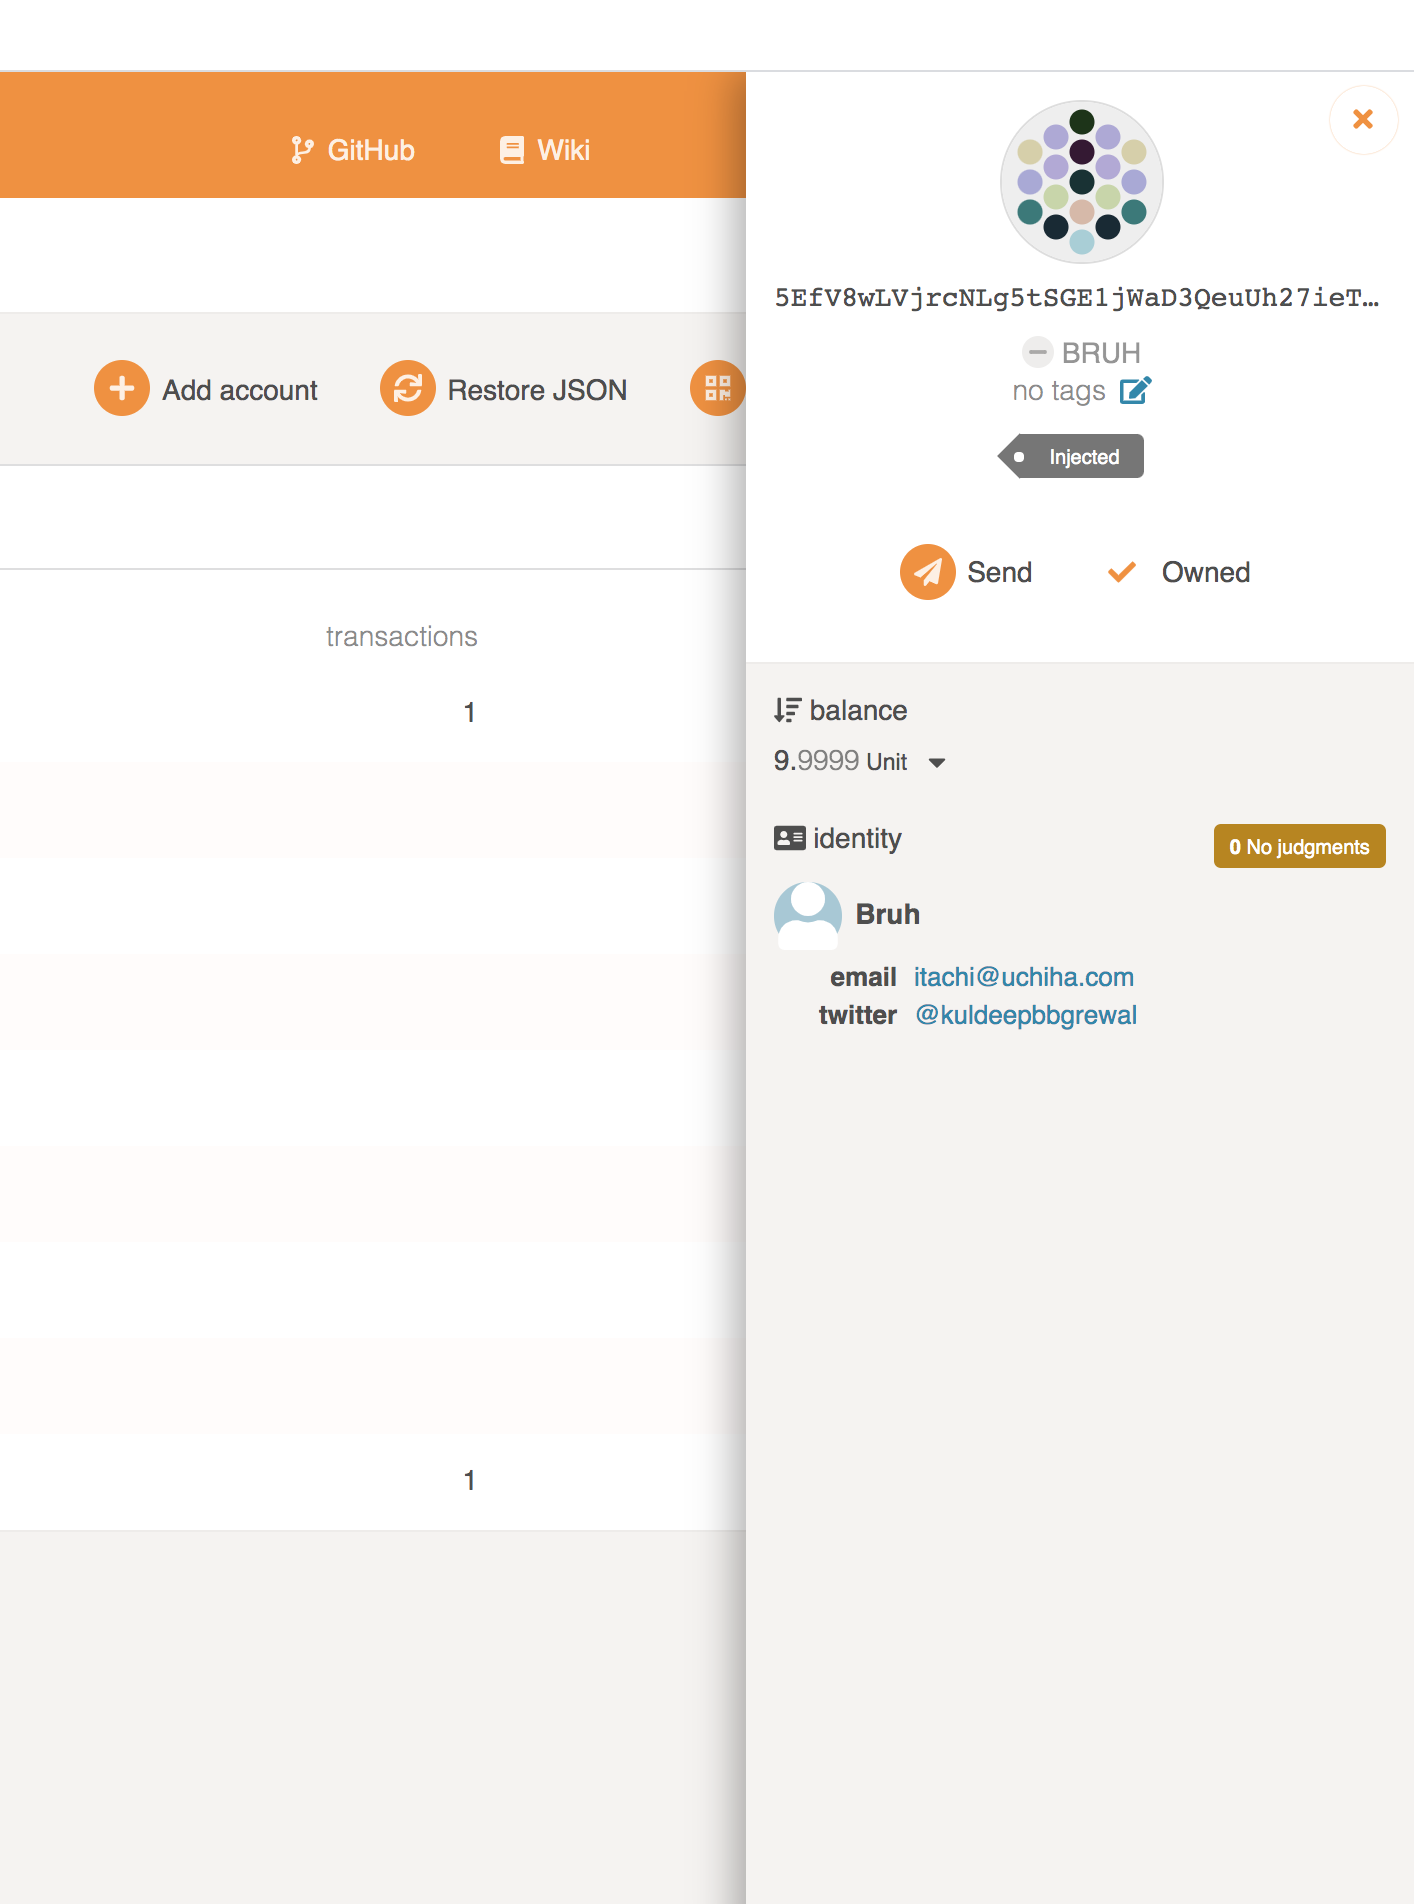 GitHub
Wiki
Add account
Restore JSON
transactions
1
1
5EfV8wLVjrcNLg5tSGE1jWaD3QeuUh27ieT…
BRUH
no tags
Injected
Send
Owned
balance
9.9999 Unit
identity
0 No judgments
Bruh
email itachi@uchiha.com
twitter @kuldeepbbgrewal